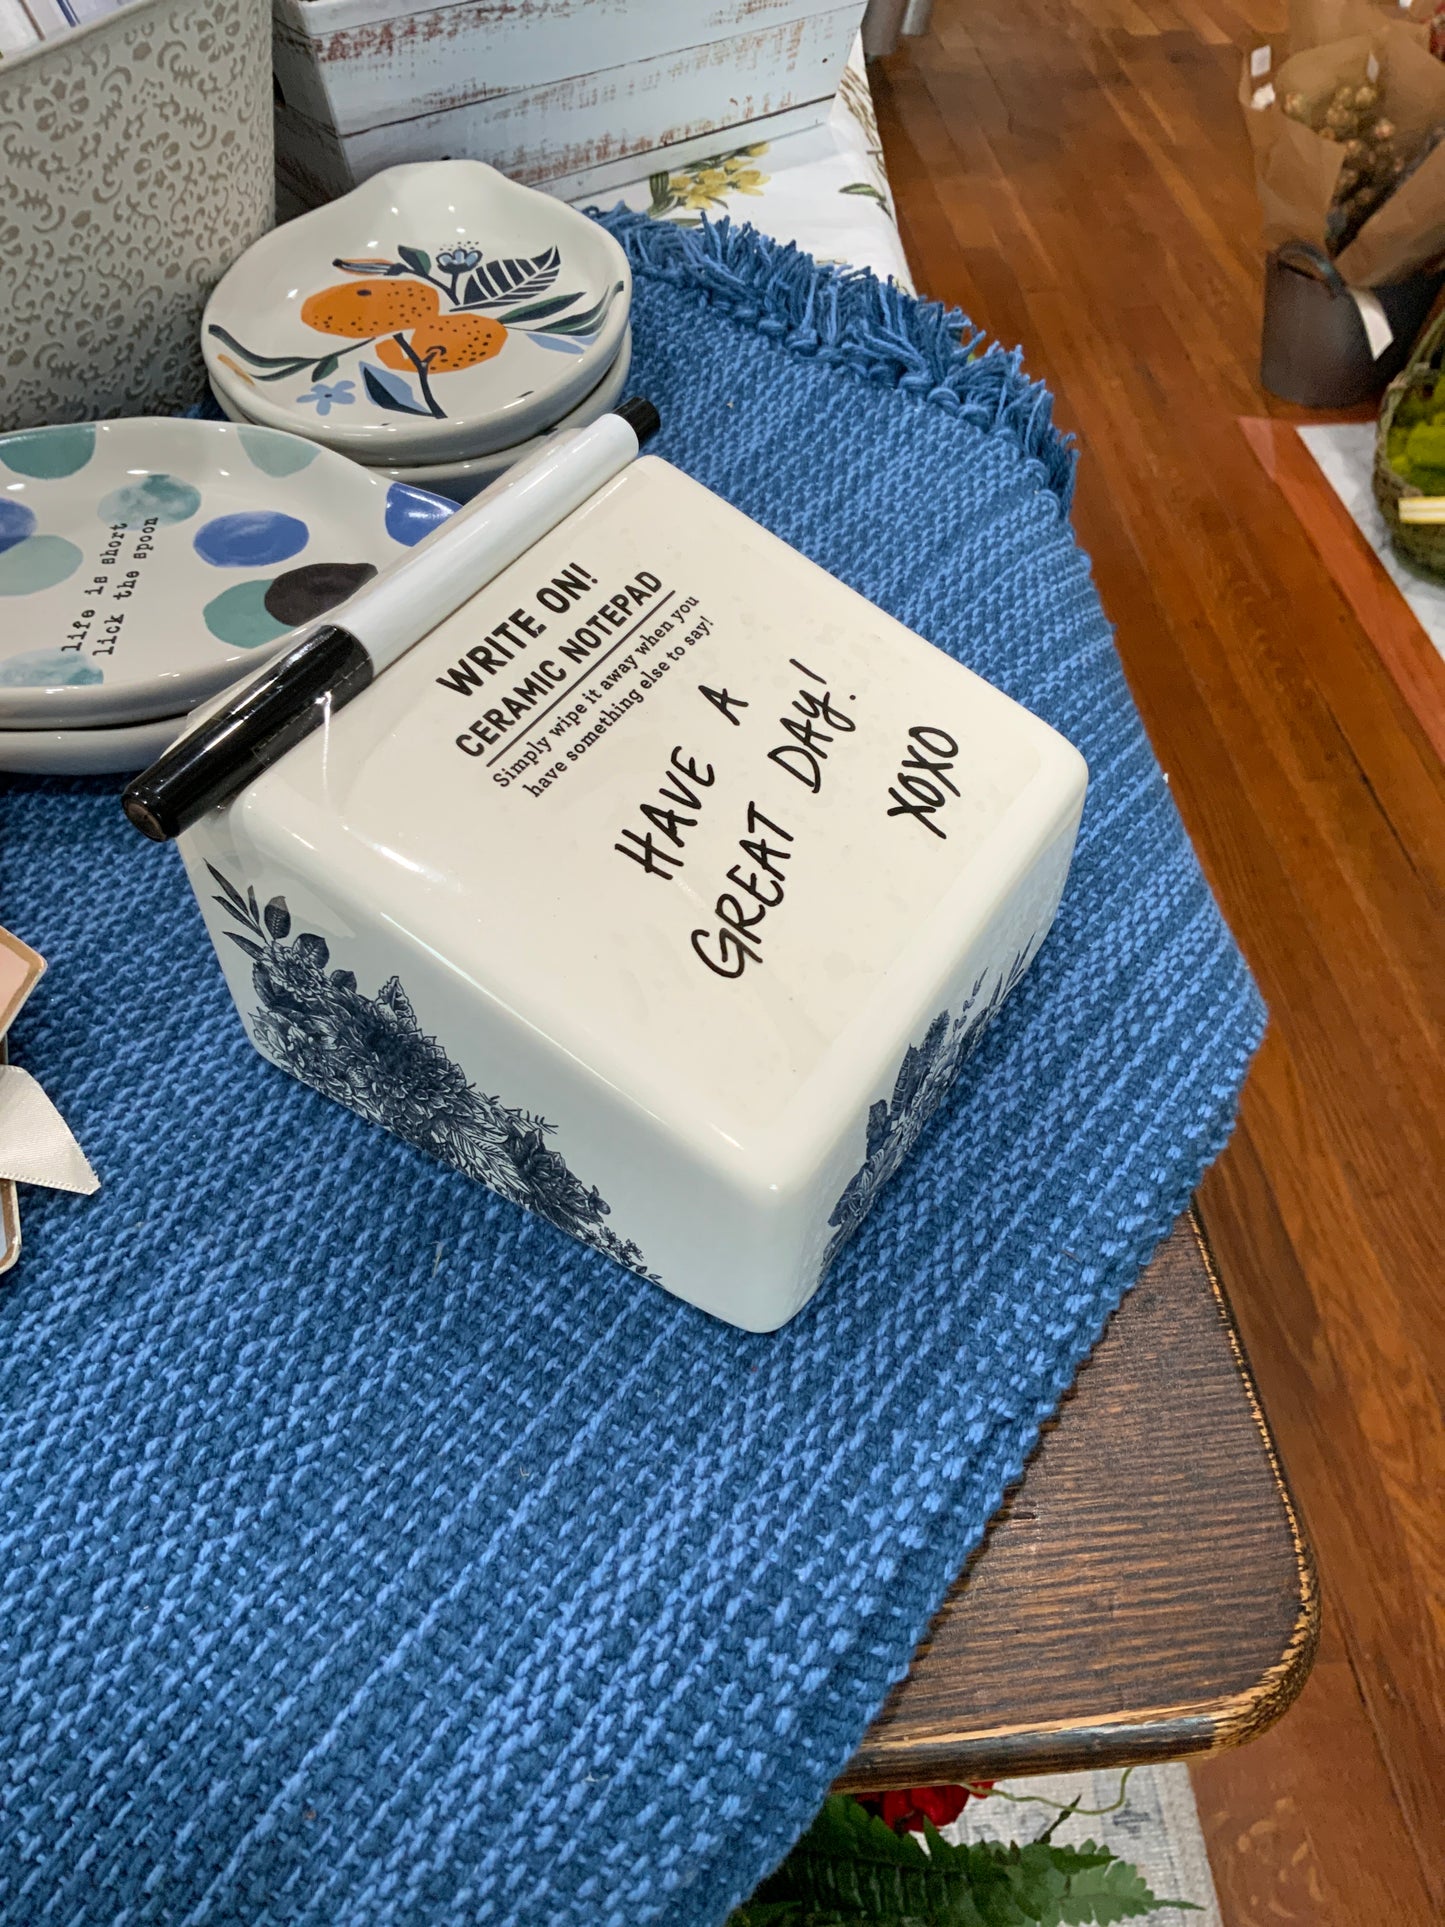 life is short
lick the spoon
WRITE ON!
CERAMIC NOTEPAD
Simply wipe it away when you
have something else to say!
HAVE A
GREAT DAY!
XOXO